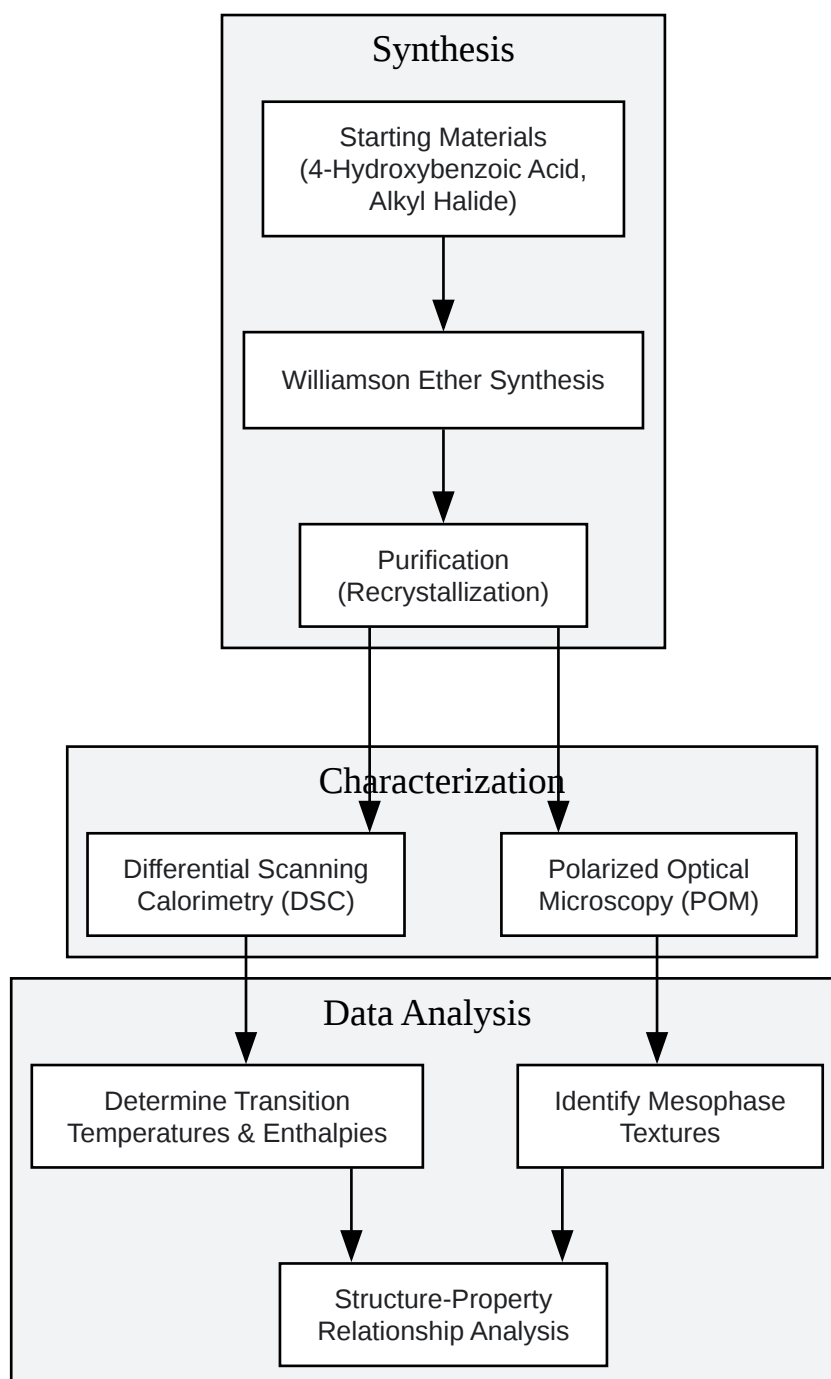 Synthesis
Starting Materials
(4-Hydroxybenzoic Acid,
Alkyl Halide)
Williamson Ether Synthesis
Purification
(Recrystallization)
Characterization
Differential Scanning
Calorimetry (DSC)
Polarized Optical
Microscopy (POM)
Data Analysis
Determine Transition
Temperatures & Enthalpies
Identify Mesophase
Textures
Structure-Property
Relationship Analysis